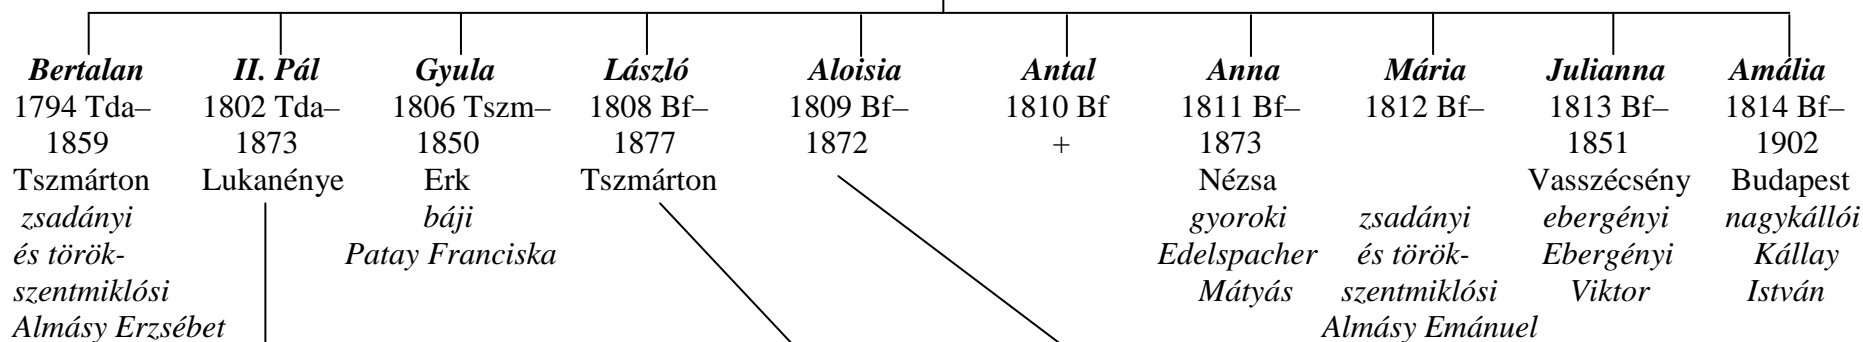 Bertalan
1794 Tda–
1859
Tszmárton
zsadányi
és török-
szentmiklósi
Almásy Erzsébet
II. Pál
1802 Tda–
1873
Lukanénye
Gyula
1806 Tszm–
1850
Erk
báji
Patay Franciska
László
1808 Bf–
1877
Tszmárton
Aloisia
1809 Bf–
1872
Antal
1810 Bf
+
Anna
1811 Bf–
1873
Nézsa
gyoroki
Edelspacher
Mátyás
Mária
1812 Bf–
zsadányi
és török-
szentmiklósi
Almásy Emánuel
Julianna
1813 Bf–
1851
Vasszécsény
ebergényi
Ebergényi
Viktor
Amália
1814 Bf–
1902
Budapest
nagykállói
Kállay
István